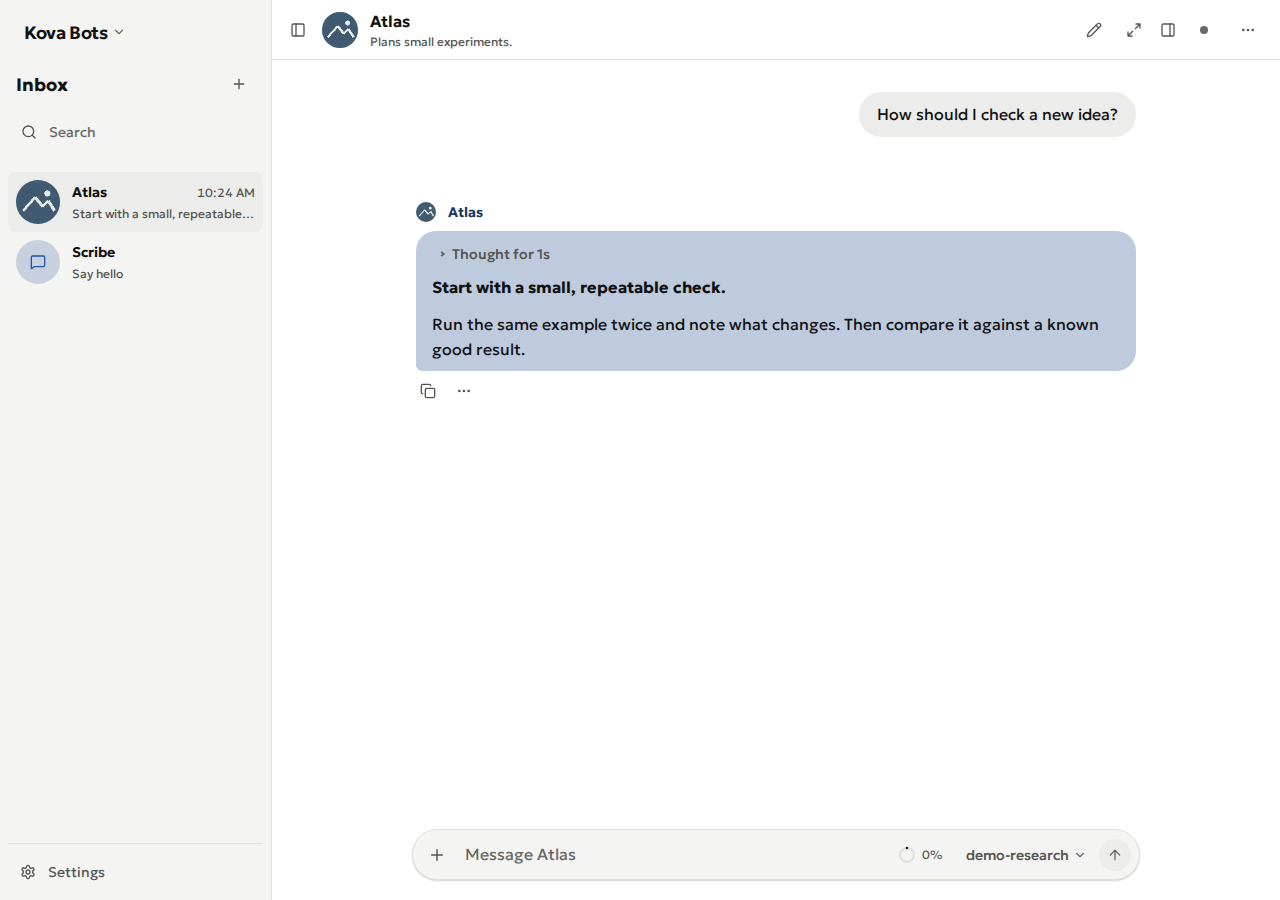 Kova Bots
Inbox
Search
Atlas 10:24 AM
Start with a small, repeatable...
Scribe
Say hello
Settings
Atlas
Plans small experiments.
How should I check a new idea?
Atlas
Thought for 1s
Start with a small, repeatable check.
Run the same example twice and note what changes. Then compare it against a known
good result.
Message Atlas
0%
demo-research